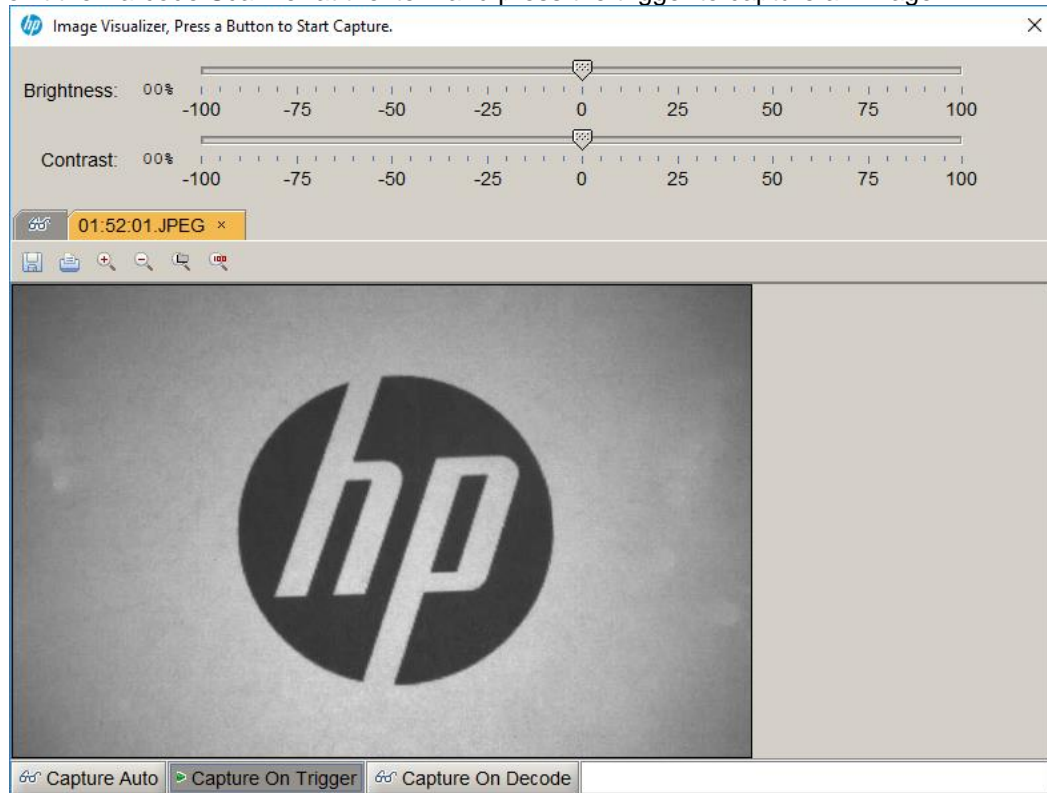 Image Visualizer, Press a Button to Start Capture.
Brightness: 00%
-100 -75 -50 -25 0 25 50 75 100
Contrast: 00%
-100 -75 -50 -25 0 25 50 75 100
01:52:01.JPEG ×
hp
Capture Auto Capture On Trigger Capture On Decode